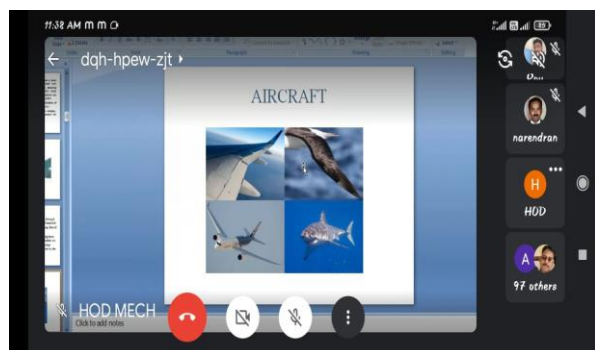 11:38 AM
dqh-hpew-zjt
AIRCRAFT
narendran
H
HOD
A
97 others
HOD MECH
Click to add notes